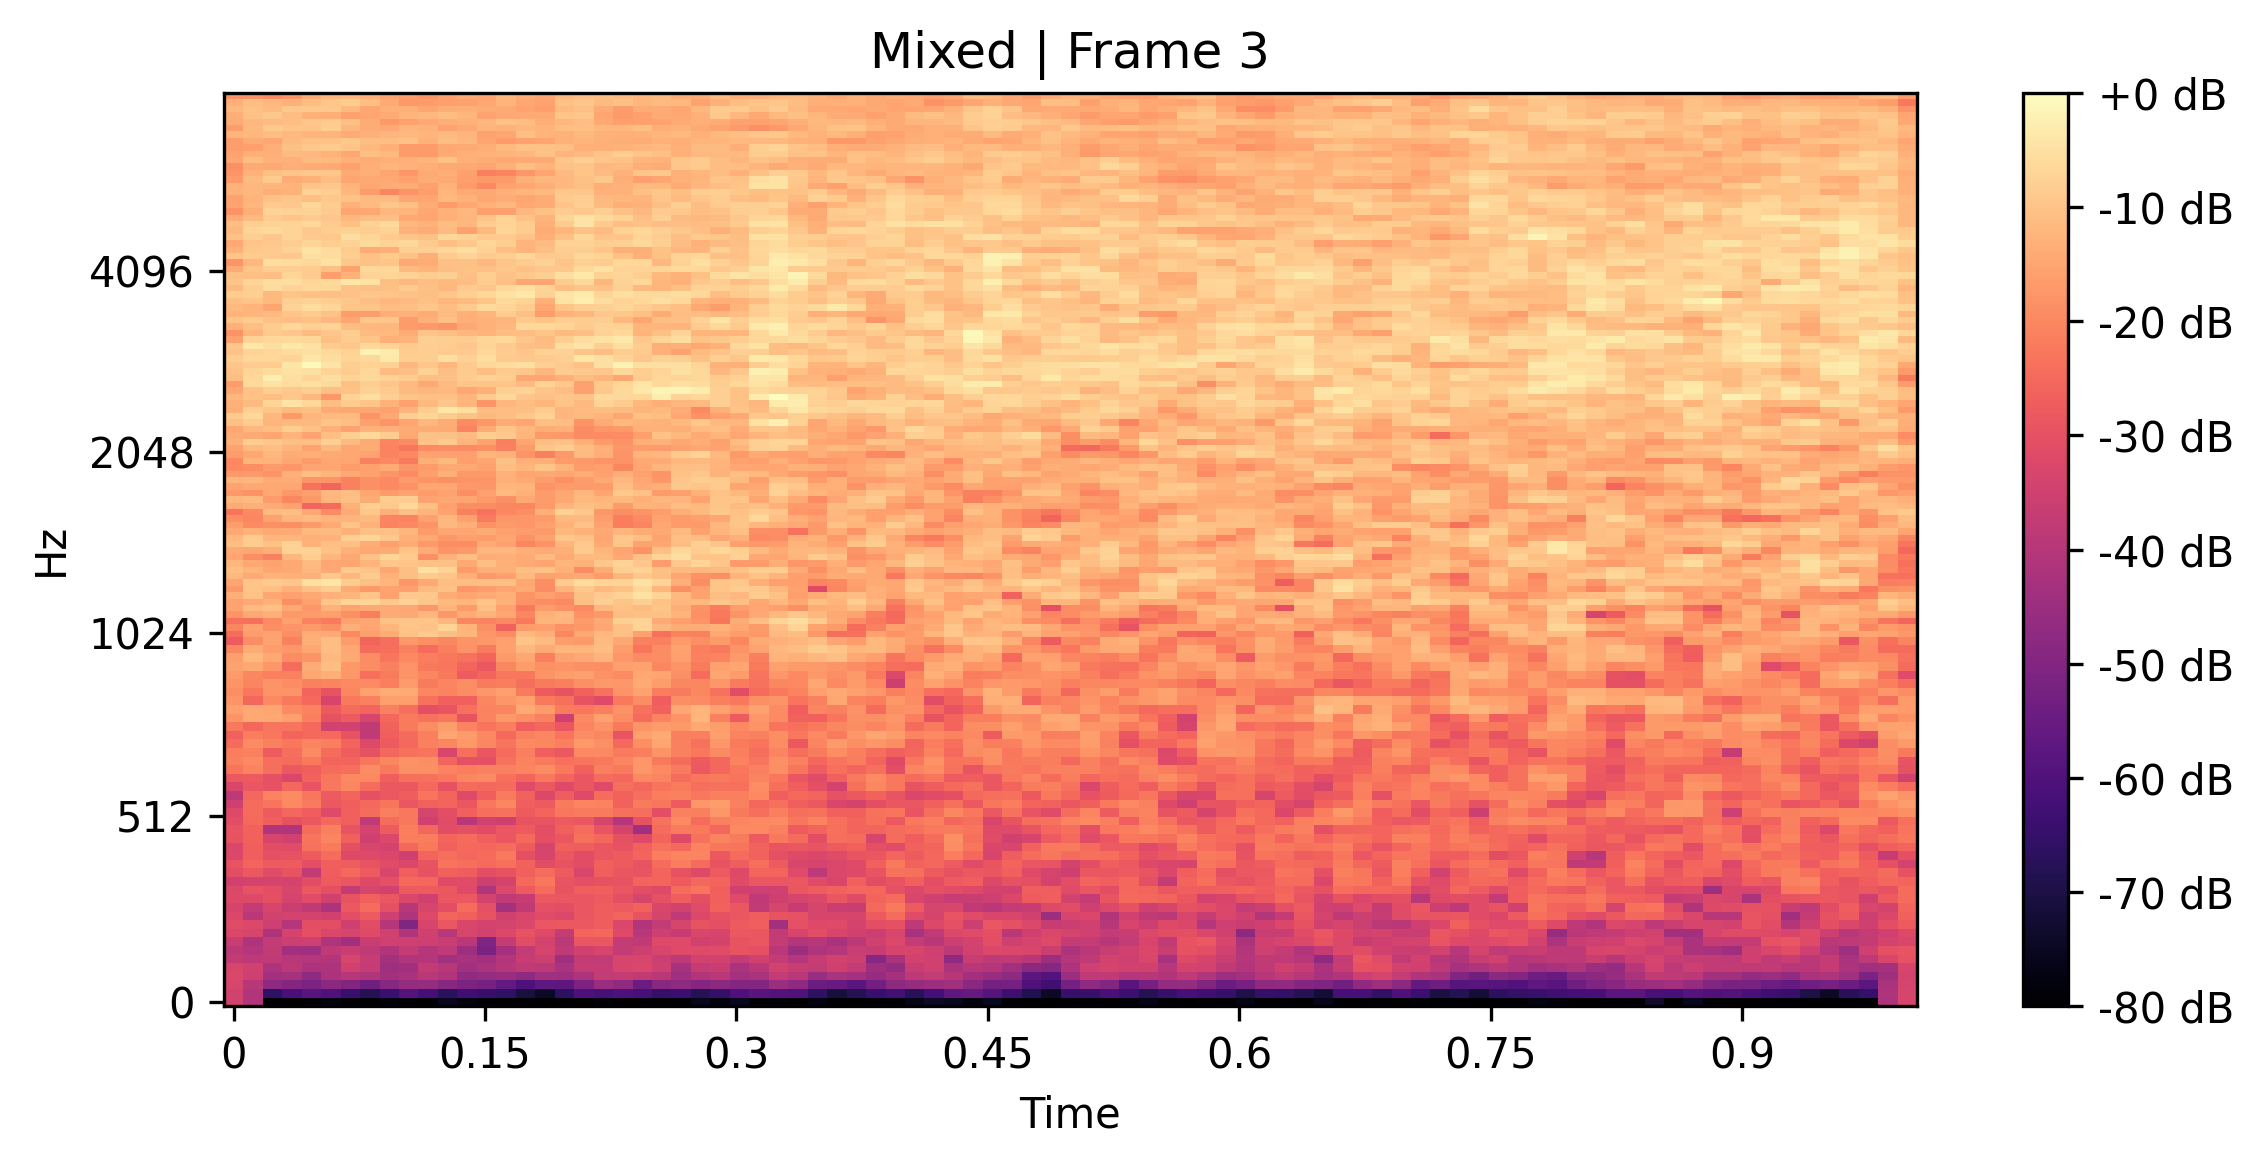 Mixed | Frame 3
+0 dB
-10 dB
-20 dB
-30 dB
-40 dB
-50 dB
-60 dB
-70 dB
-80 dB
4096
2048
1024
512
0
Hz
0 0.15 0.3 0.45 0.6 0.75 0.9
Time